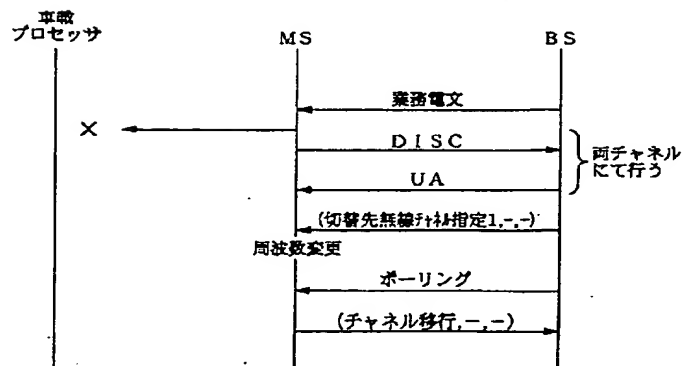 車載
プロセッサ
MS
BS
業務電文
×
DISC
UA
両チャネル
にて行う
(切替先無線ﾁｬﾈﾙ指定1,-,-)
周波数変更
ポーリング
(チャネル移行,-,-)